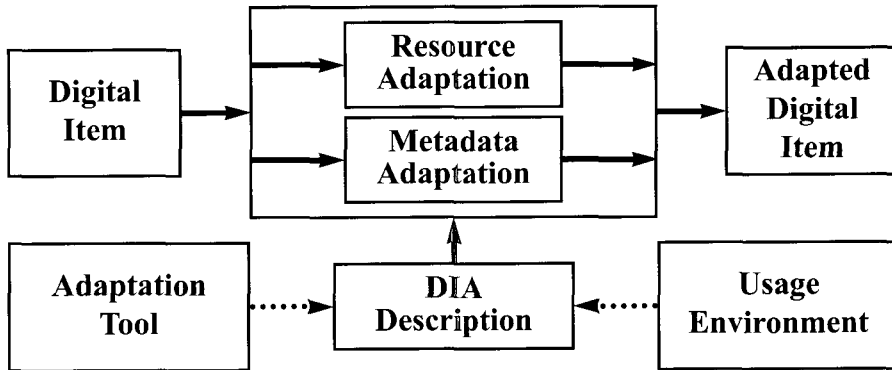 Digital
Item
Resource
Adaptation
Metadata
Adaptation
Adapted
Digital
Item
Adaptation
Tool
DIA
Description
Usage
Environment